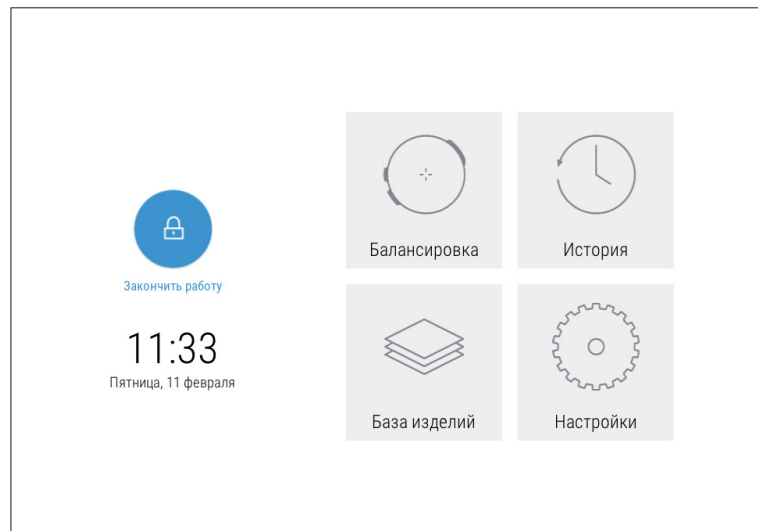 Закончить работу
11:33
Пятница, 11 февраля
Балансировка
История
База изделий
Настройки